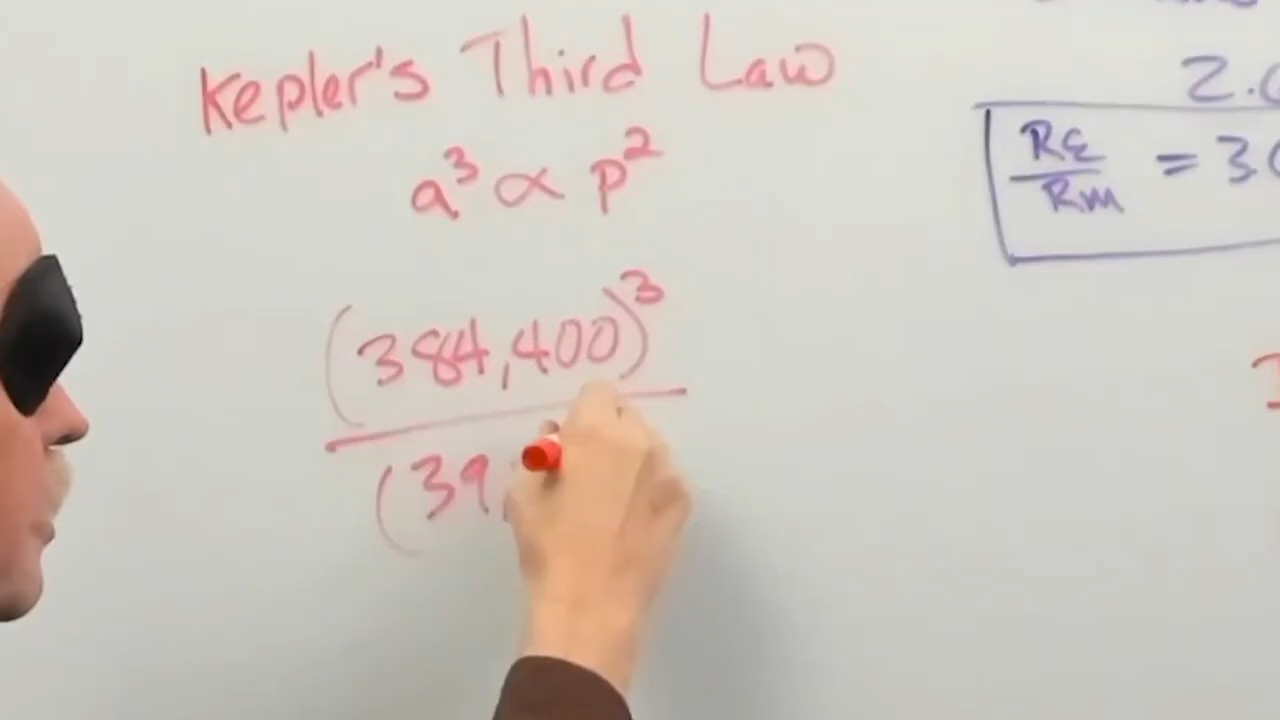 Kepler's Third Law
a³ ∝ p²
(384,400)³
(39,
2.
RE
= 3
RM